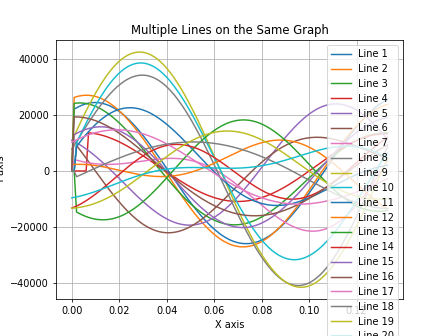 Multiple Lines on the Same Graph
40000
20000
0
−20000
−40000
0.00
0.02
0.04
0.06
0.08
0.10
X axis
axis
Line 1
Line 2
Line 3
Line 4
Line 5
Line 6
Line 7
Line 8
Line 9
Line 10
Line 11
Line 12
Line 13
Line 14
Line 15
Line 16
Line 17
Line 18
Line 19
Line 20